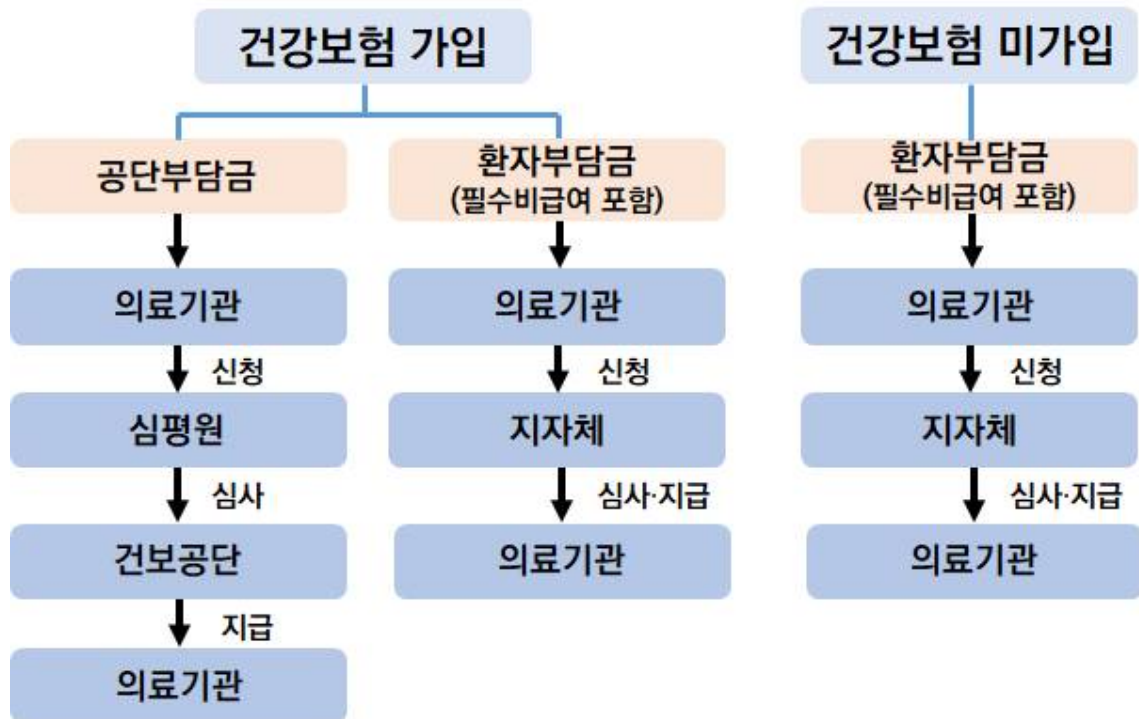 건강보험 가입
공단부담금
의료기관
신청
심평원
심사
건보공단
지급
의료기관
환자부담금
(필수비급여 포함)
의료기관
신청
지자체
심사·지급
의료기관
건강보험 미가입
환자부담금
(필수비급여 포함)
의료기관
신청
지자체
심사·지급
의료기관